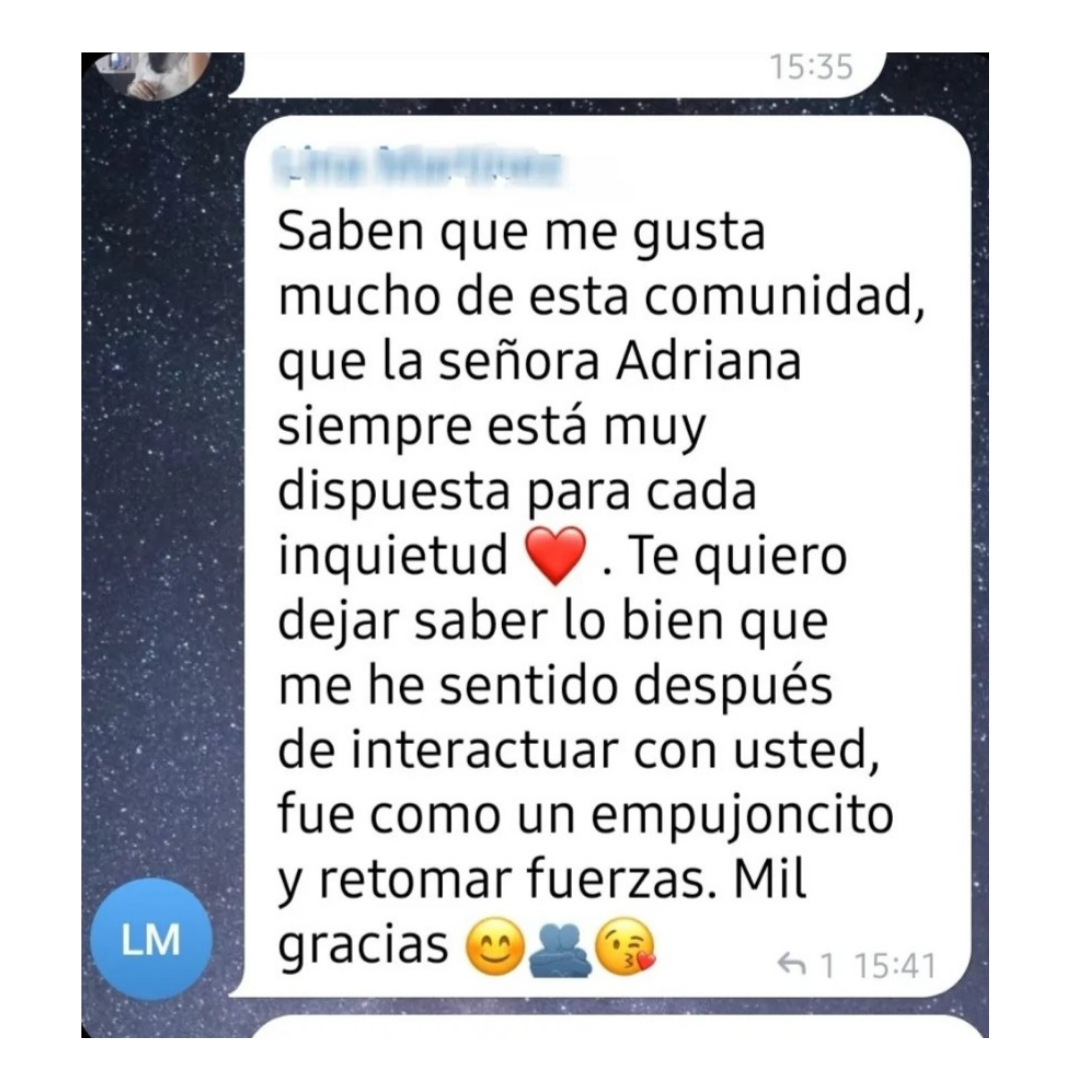 15:35
Saben que me gusta
mucho de esta comunidad,
que la señora Adriana
siempre está muy
dispuesta para cada
inquietud ❤️ . Te quiero
dejar saber lo bien que
me he sentido después
de interactuar con usted,
fue como un empujoncito
y retomar fuerzas. Mil
gracias 😊🫂😘
1 15:41
LM